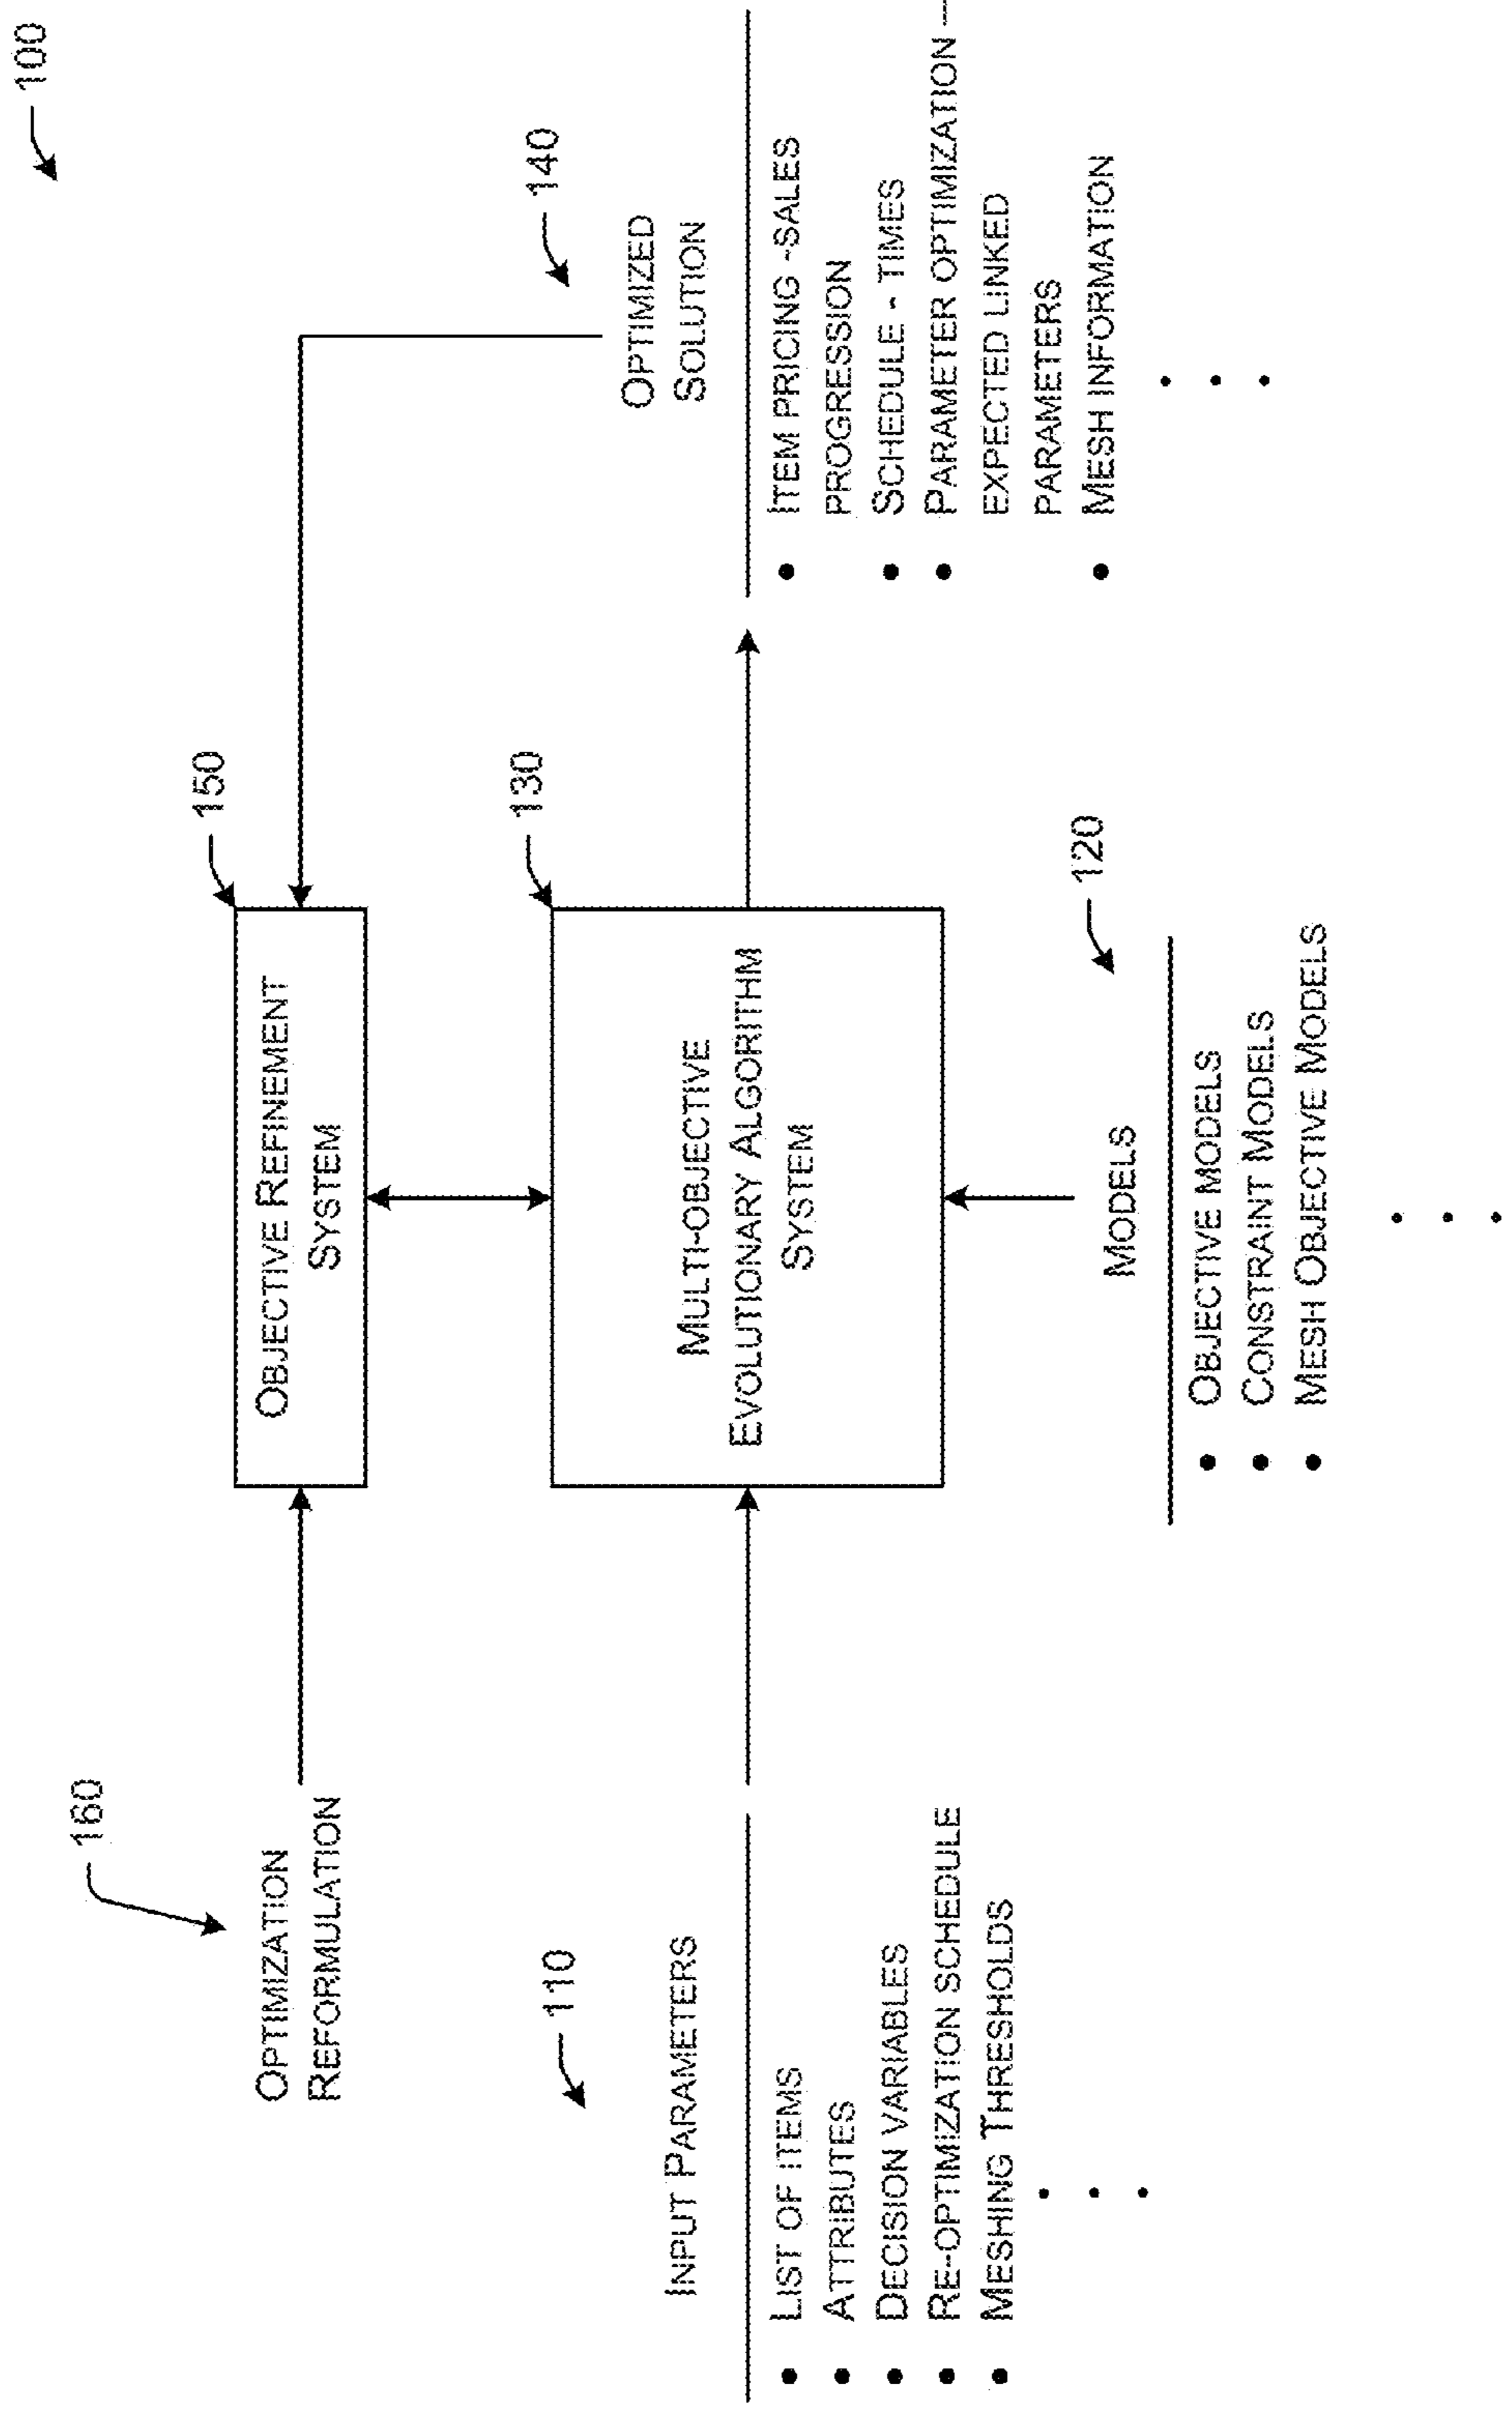 100
160
OPTIMIZATION
REFORMULATION
150
OBJECTIVE REFINEMENT
SYSTEM
110
INPUT PARAMETERS
• LIST OF ITEMS
• ATTRIBUTES
• DECISION VARIABLES
• RE-OPTIMIZATION SCHEDULE
• MESHING THRESHOLDS
130
MULTI-OBJECTIVE
EVOLUTIONARY ALGORITHM
SYSTEM
140
OPTIMIZED
SOLUTION
• ITEM PRICING -SALES
PROGRESSION
• SCHEDULE - TIMES
• PARAMETER OPTIMIZATION –
EXPECTED LINKED
PARAMETERS
• MESH INFORMATION
120
MODELS
• OBJECTIVE MODELS
• CONSTRAINT MODELS
• MESH OBJECTIVE MODELS